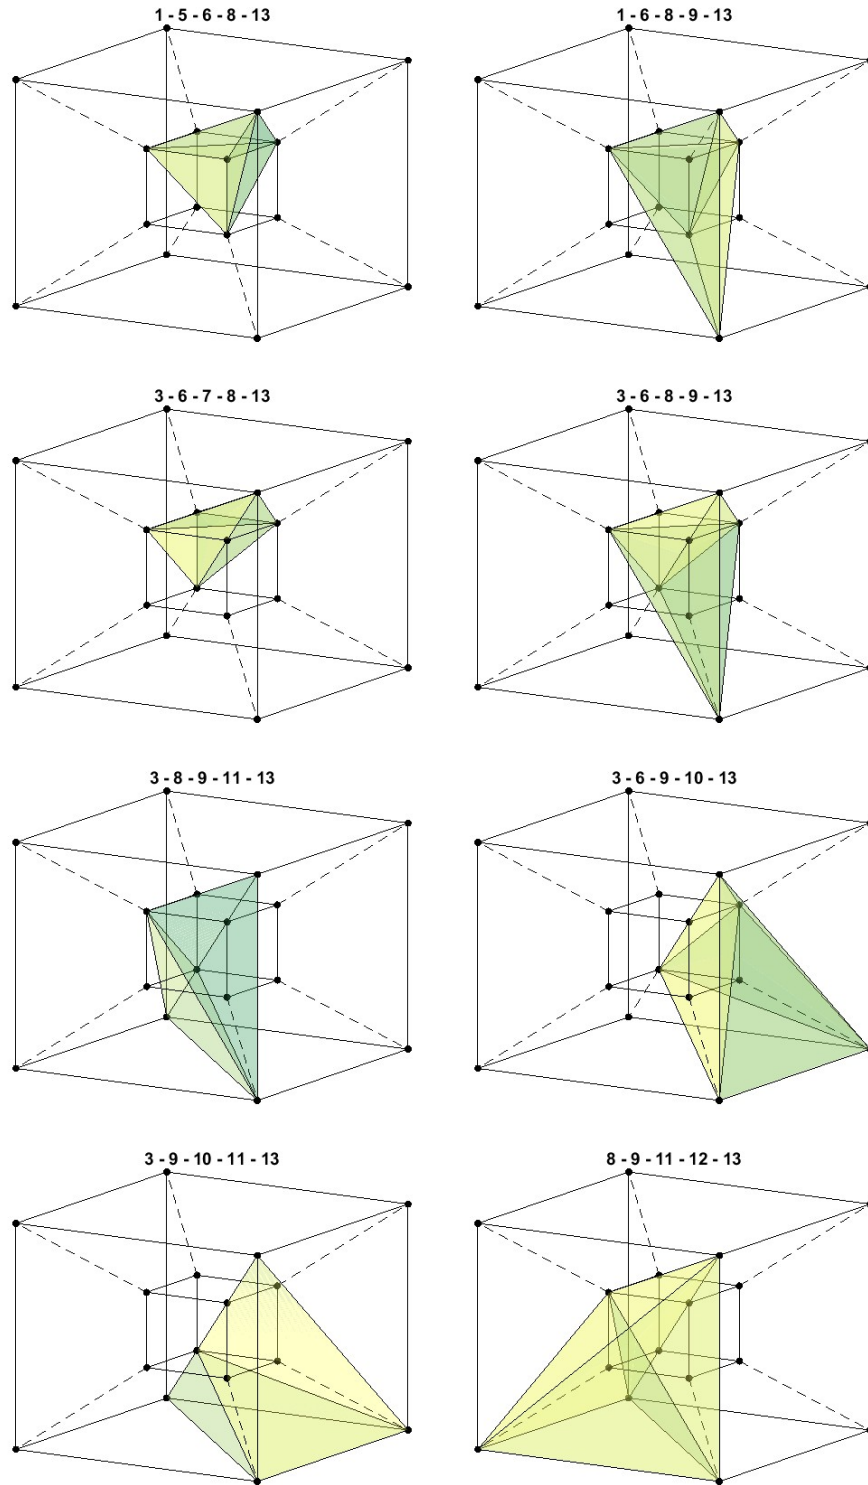 1 - 5 - 6 - 8 - 13
1 - 6 - 8 - 9 - 13
3 - 6 - 7 - 8 - 13
3 - 6 - 8 - 9 - 13
3 - 8 - 9 - 11 - 13
3 - 6 - 9 - 10 - 13
3 - 9 - 10 - 11 - 13
8 - 9 - 11 - 12 - 13